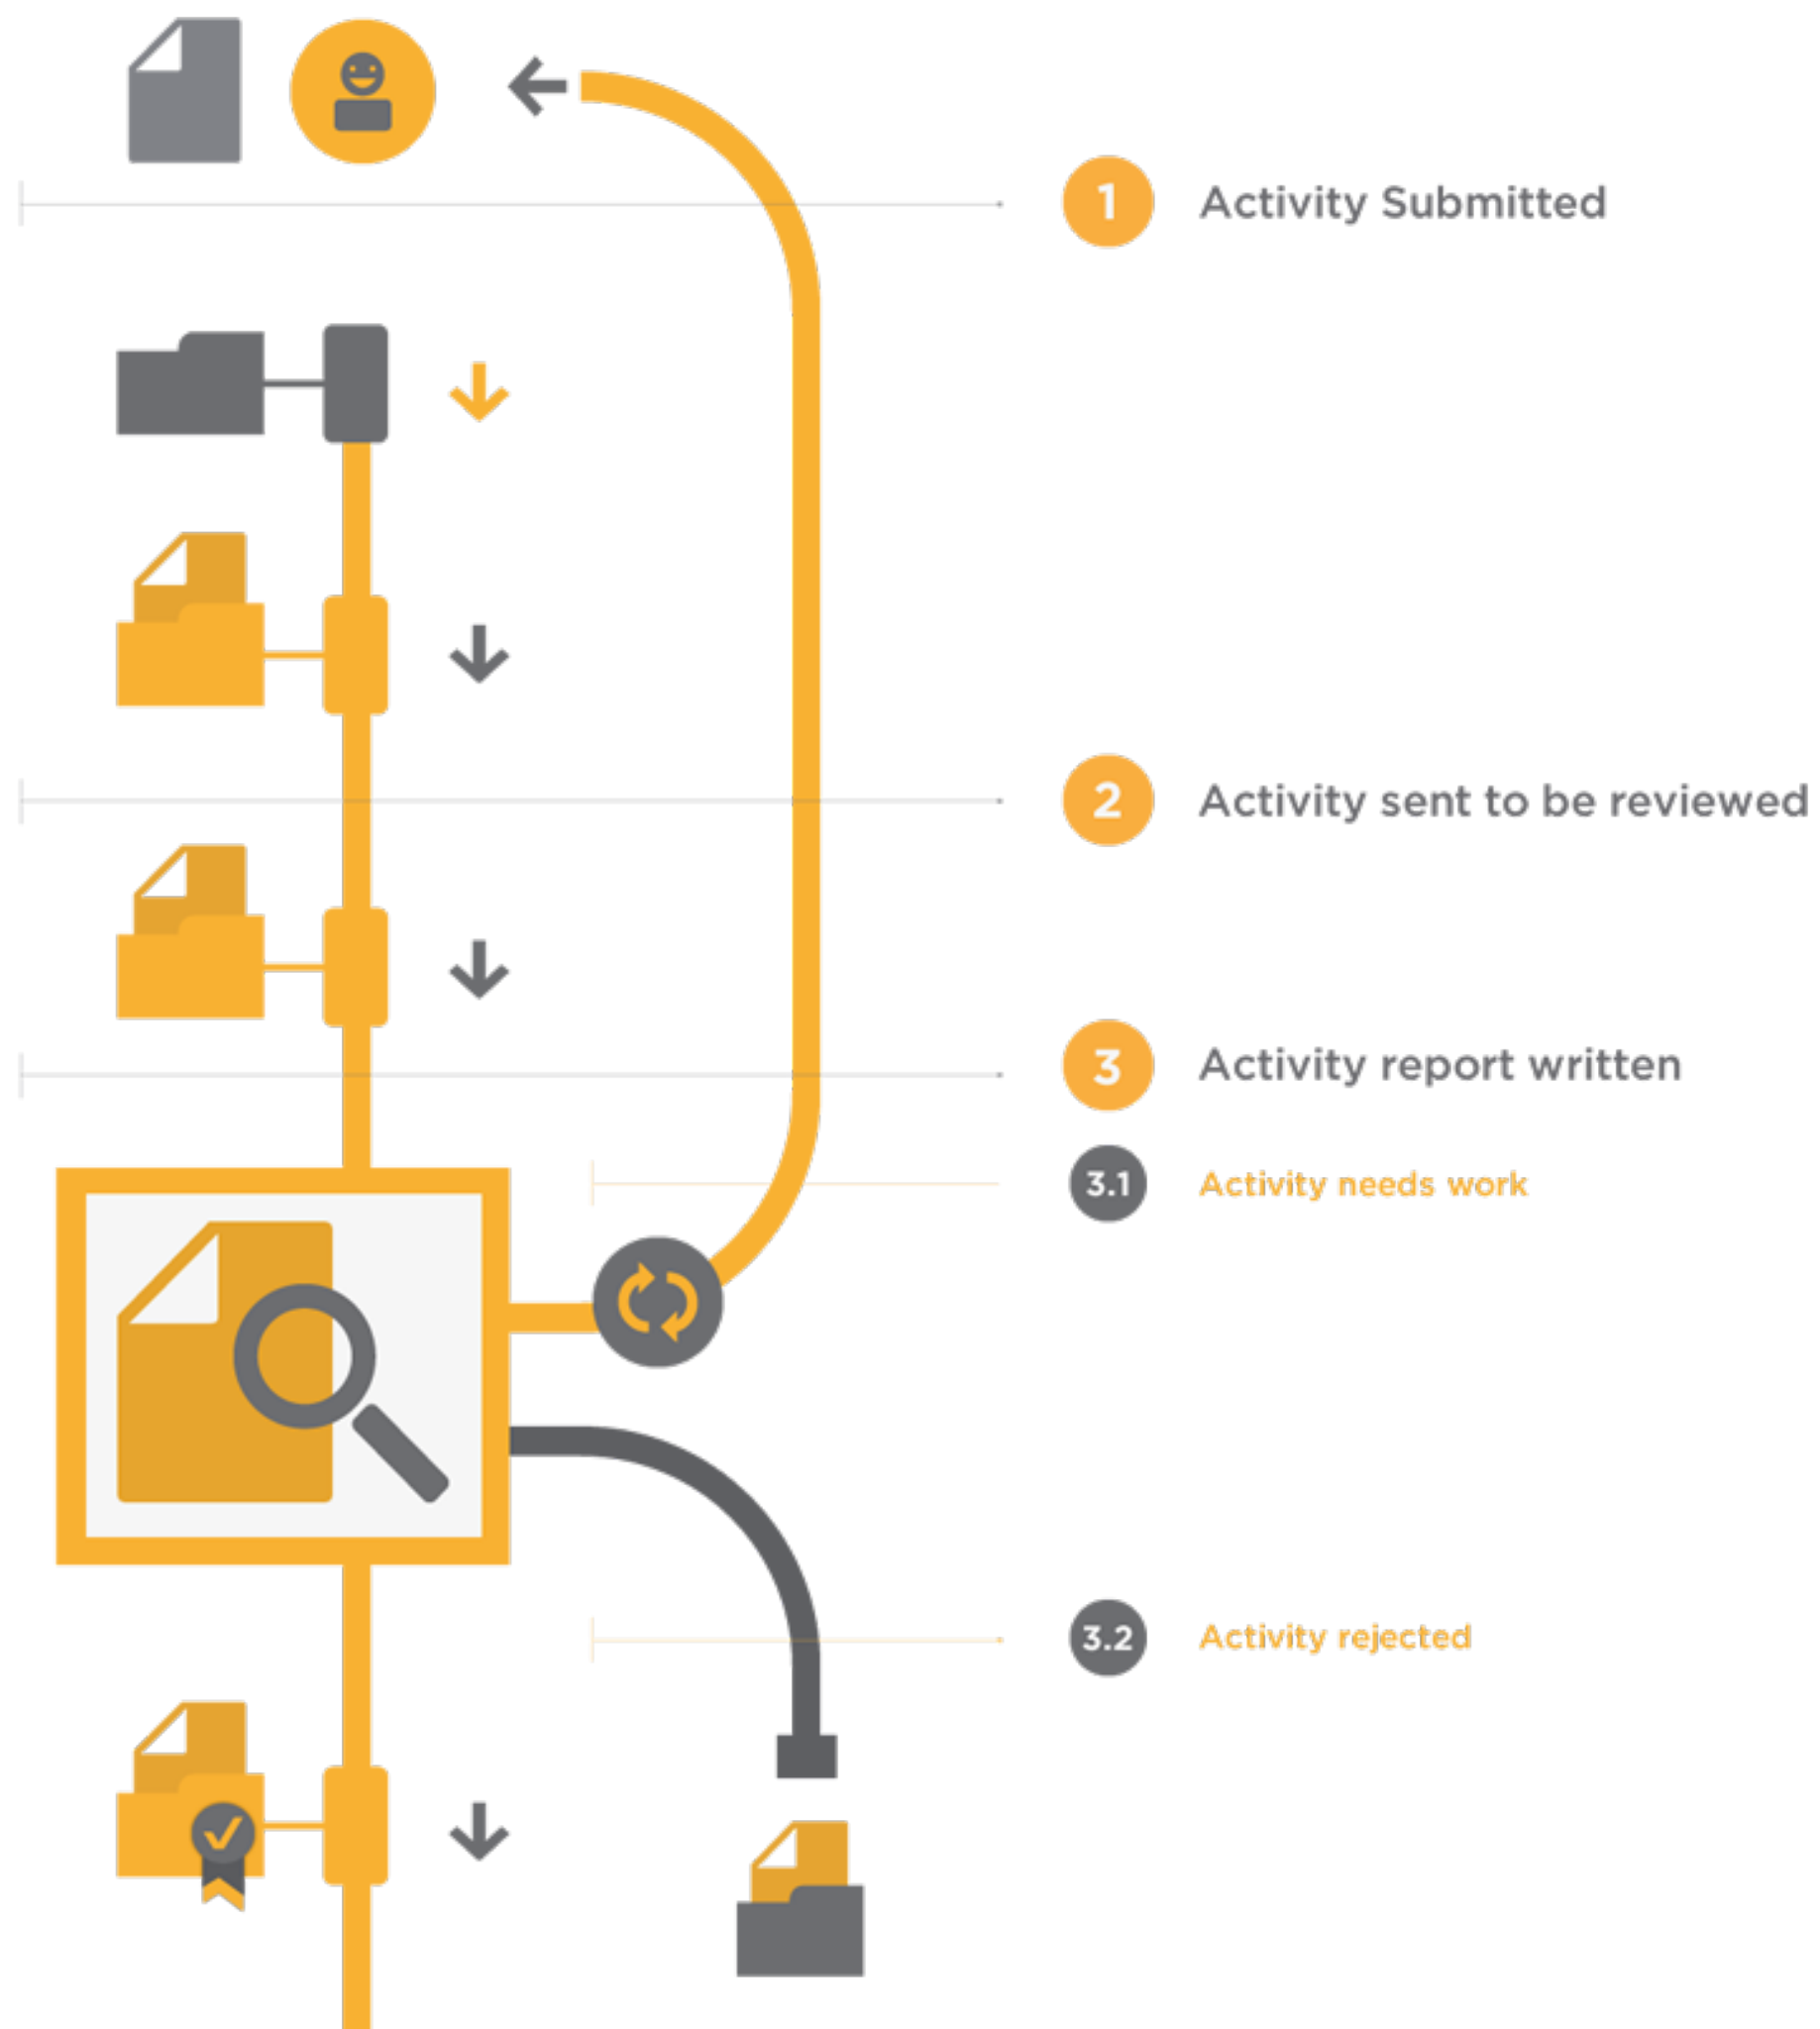 1 Activity Submitted
2 Activity sent to be reviewed
3 Activity report written
3.1 Activity needs work
3.2 Activity rejected